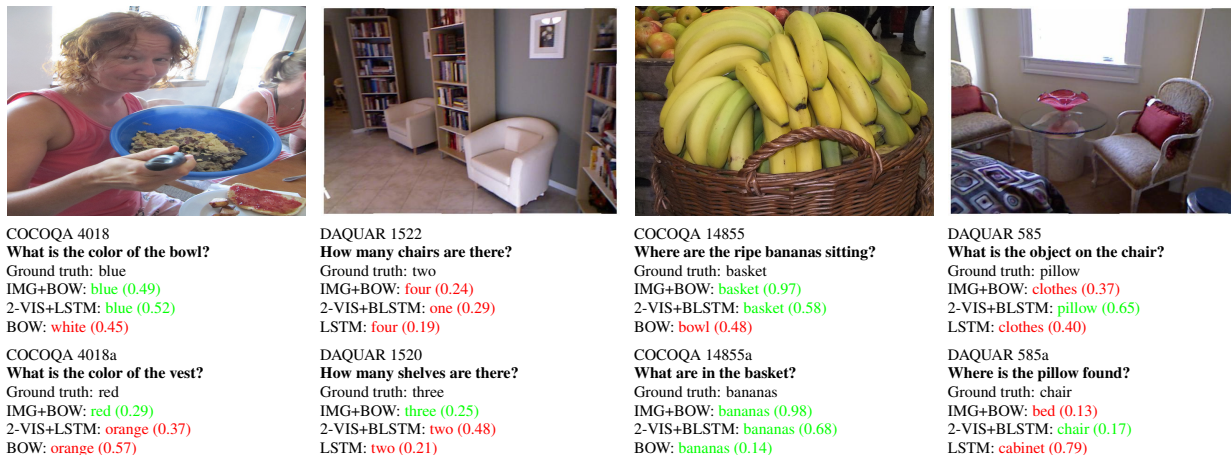 COCOQA 4018
What is the color of the bowl?
Ground truth: blue
IMG+BOW: blue (0.49)
2-VIS+LSTM: blue (0.52)
BOW: white (0.45)
COCOQA 4018a
What is the color of the vest?
Ground truth: red
IMG+BOW: red (0.29)
2-VIS+LSTM: orange (0.37)
BOW: orange (0.57)
DAQUAR 1522
How many chairs are there?
Ground truth: two
IMG+BOW: four (0.24)
2-VIS+BLSTM: one (0.29)
LSTM: four (0.19)
DAQUAR 1520
How many shelves are there?
Ground truth: three
IMG+BOW: three (0.25)
2-VIS+BLSTM: two (0.48)
LSTM: two (0.21)
COCOQA 14855
Where are the ripe bananas sitting?
Ground truth: basket
IMG+BOW: basket (0.97)
2-VIS+BLSTM: basket (0.58)
BOW: bowl (0.48)
COCOQA 14855a
What are in the basket?
Ground truth: bananas
IMG+BOW: bananas (0.98)
2-VIS+BLSTM: bananas (0.68)
BOW: bananas (0.14)
DAQUAR 585
What is the object on the chair?
Ground truth: pillow
IMG+BOW: clothes (0.37)
2-VIS+BLSTM: pillow (0.65)
LSTM: clothes (0.40)
DAQUAR 585a
Where is the pillow found?
Ground truth: chair
IMG+BOW: bed (0.13)
2-VIS+BLSTM: chair (0.17)
LSTM: cabinet (0.79)